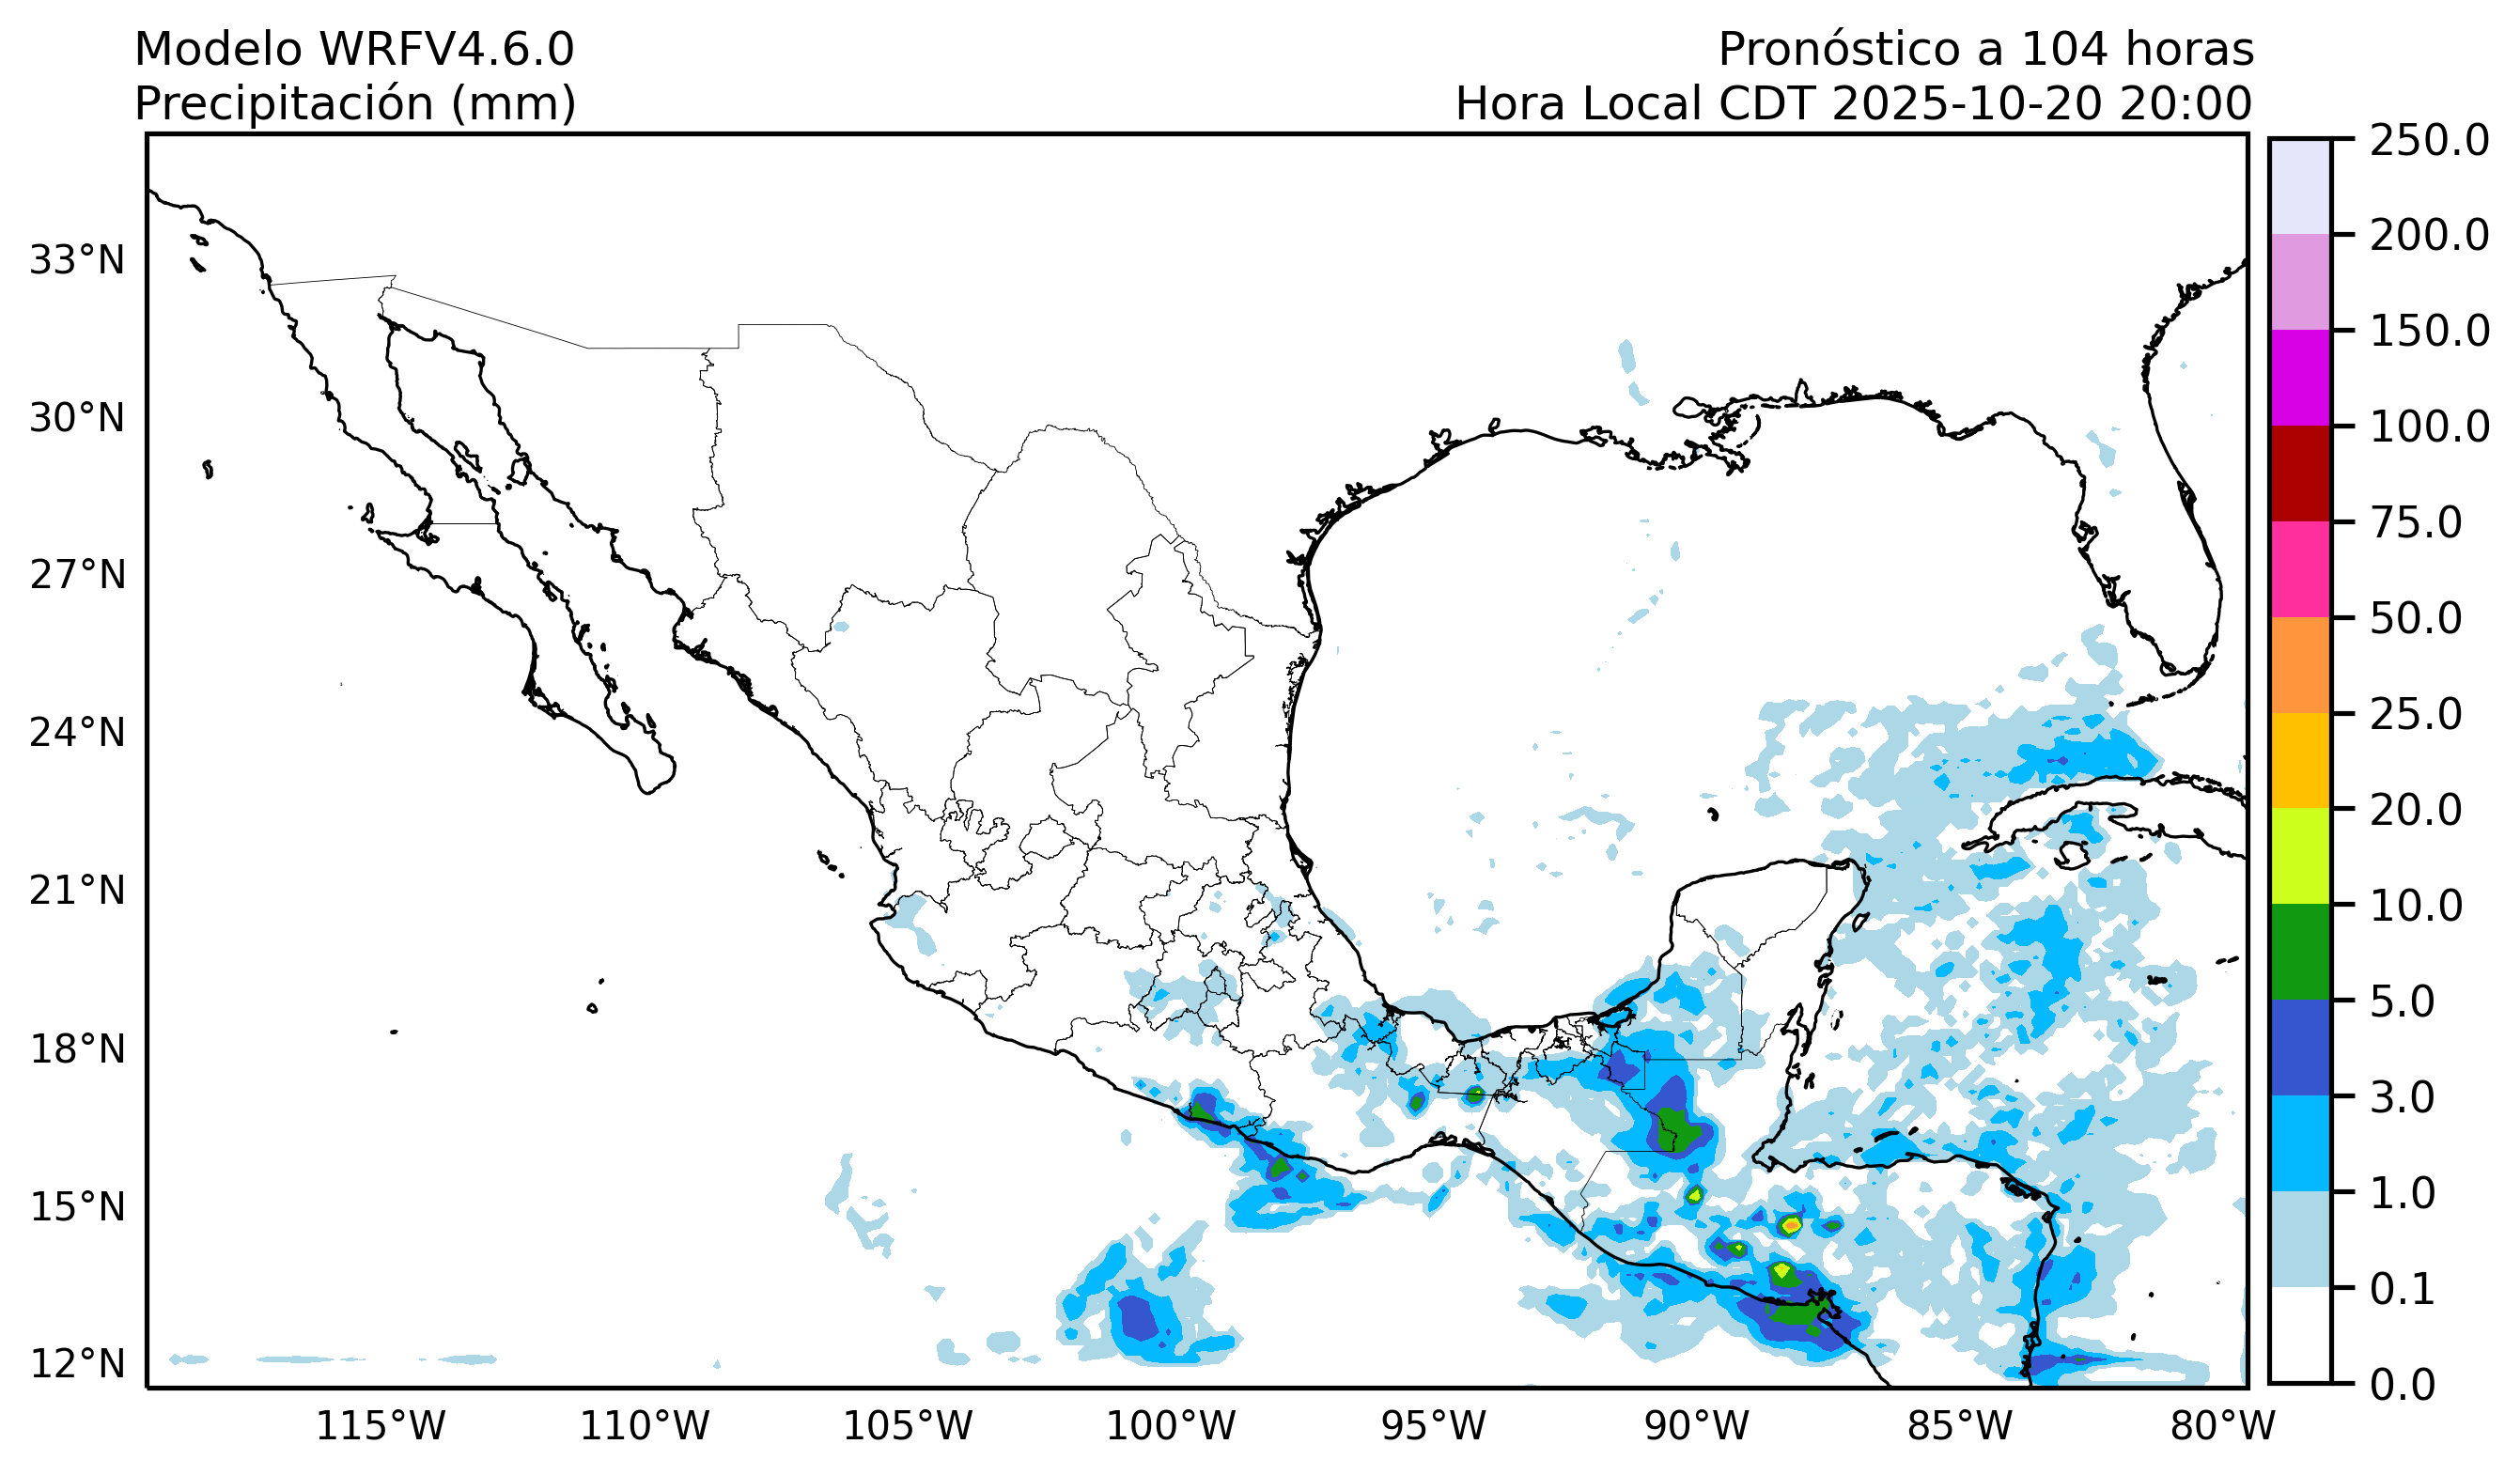 Modelo WRFV4.6.0
Precipitación (mm)
Pronóstico a 104 horas
Hora Local CDT 2025-10-20 20:00
33°N
30°N
27°N
24°N
21°N
18°N
15°N
12°N
115°W
110°W
105°W
100°W
95°W
90°W
85°W
80°W
250.0
200.0
150.0
100.0
75.0
50.0
25.0
20.0
10.0
5.0
3.0
1.0
0.1
0.0